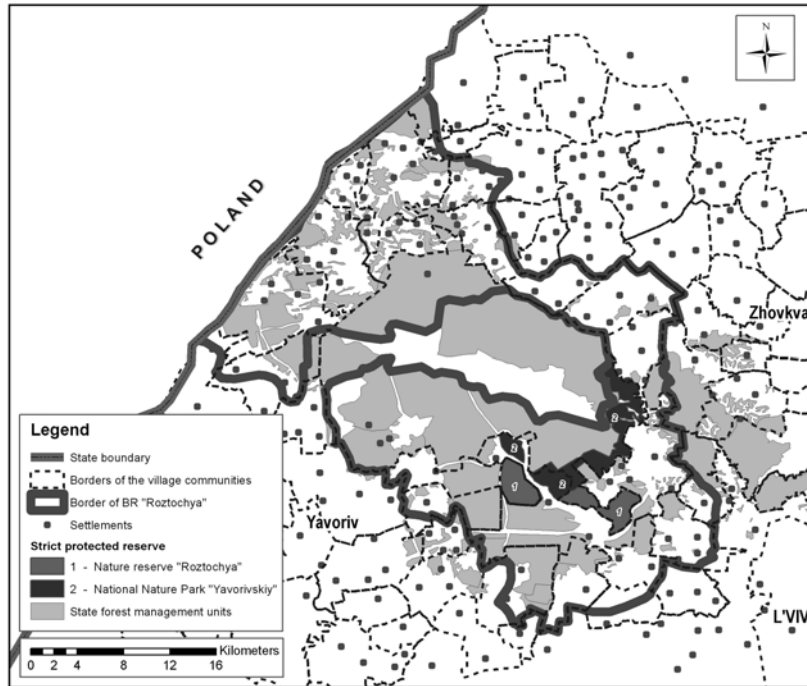 N
POLAND
Zhovkva
2
2
2
1
1
Yavoriv
L'VIV
Legend
State boundary
Borders of the village communities
Border of BR "Roztochya"
Settlements
Strict protected reserve
1 - Nature reserve "Roztochya"
2 - National Nature Park "Yavorivskiy"
State forest management units
Kilometers
0 2 4 8 12 16